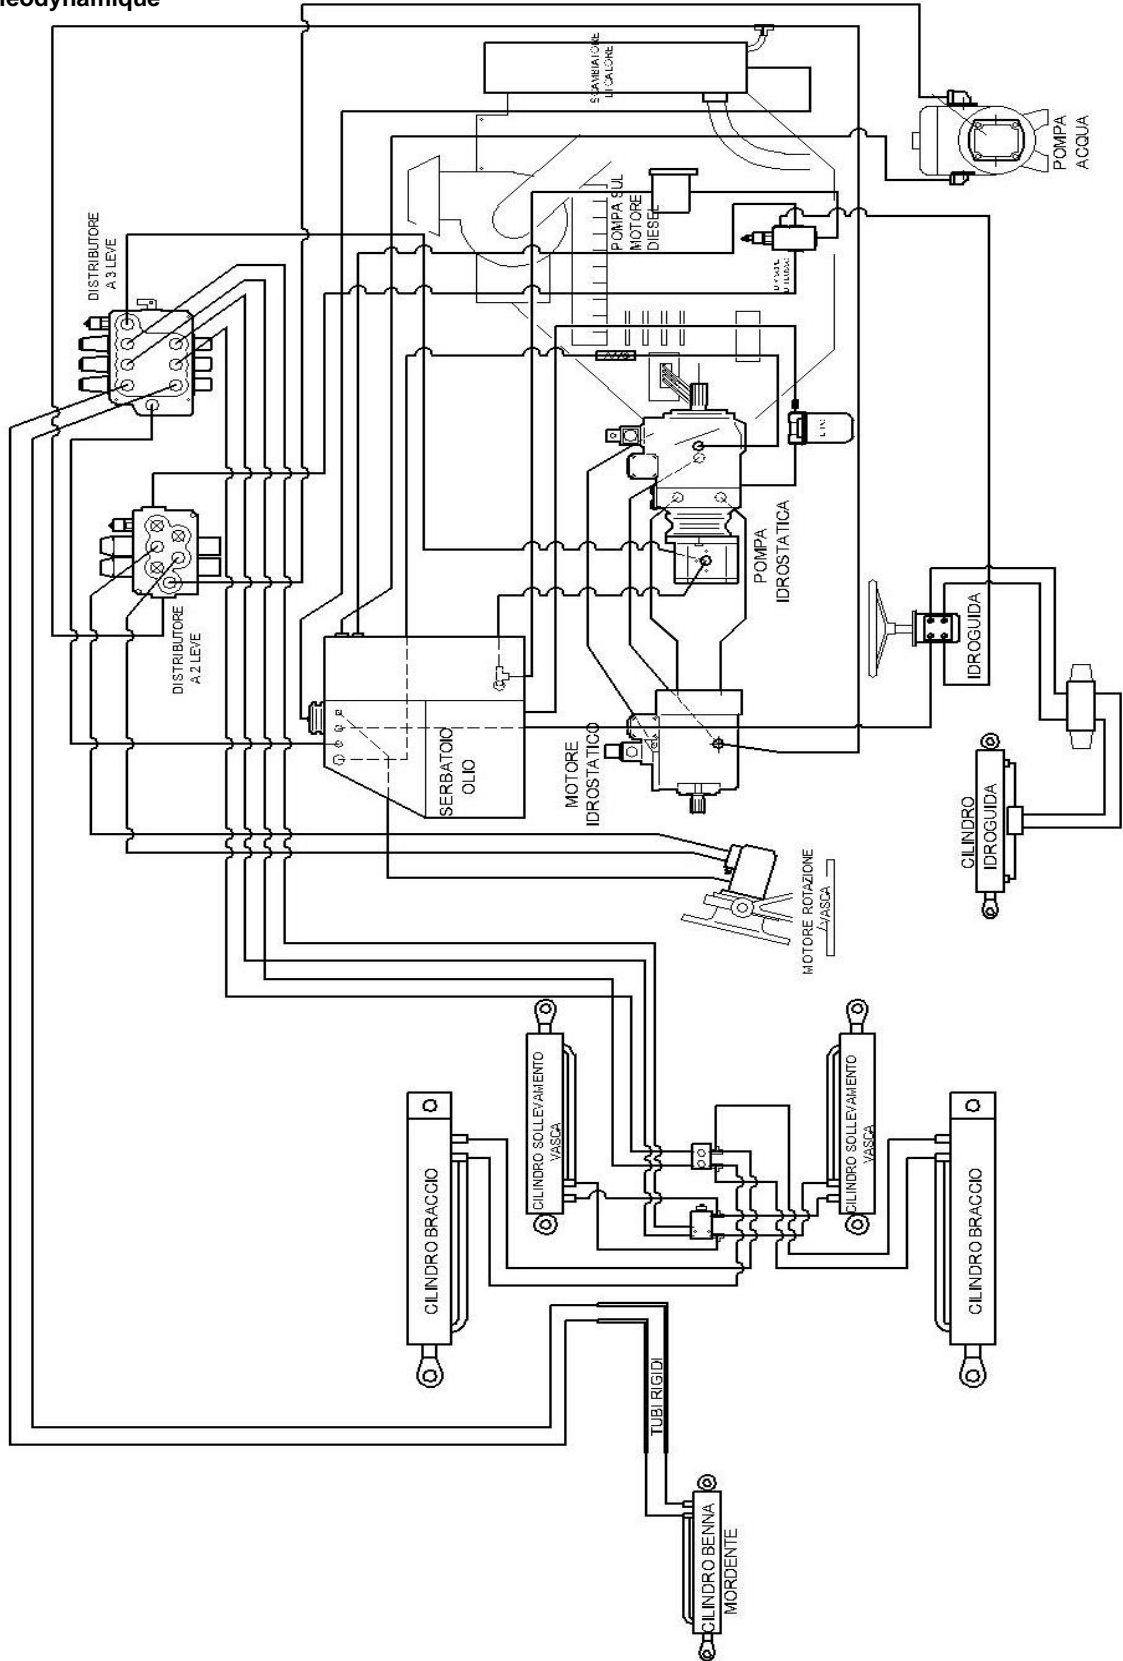 léodynamique
SCAMBIATORE
DI CALORE
POMPA
ACQUA
DISTRIBUTORE
A 3 LEVE
POMPA SUL
MOTORE
DIESEL
DISTRIBUTORE
A 2 LEVE
POMPA
IDROSTATICA
IDROGUIDA
SERBATOIO
OLIO
MOTORE
IDROSTATICO
CILINDRO
IDROGUIDA
MOTORE ROTAZIONE
VASCA
CILINDRO BRACCIO
CILINDRO SOLLEVAMENTO
VASCA
CILINDRO SOLLEVAMENTO
VASCA
CILINDRO BRACCIO
TUBI RIGIDI
CILINDRO BENNA
MORDENTE